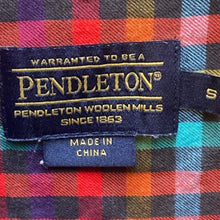 WARRANTED TO BE A
PENDLETON®
PENDLETON WOOLEN MILLS
SINCE 1863
S
MADE IN
CHINA